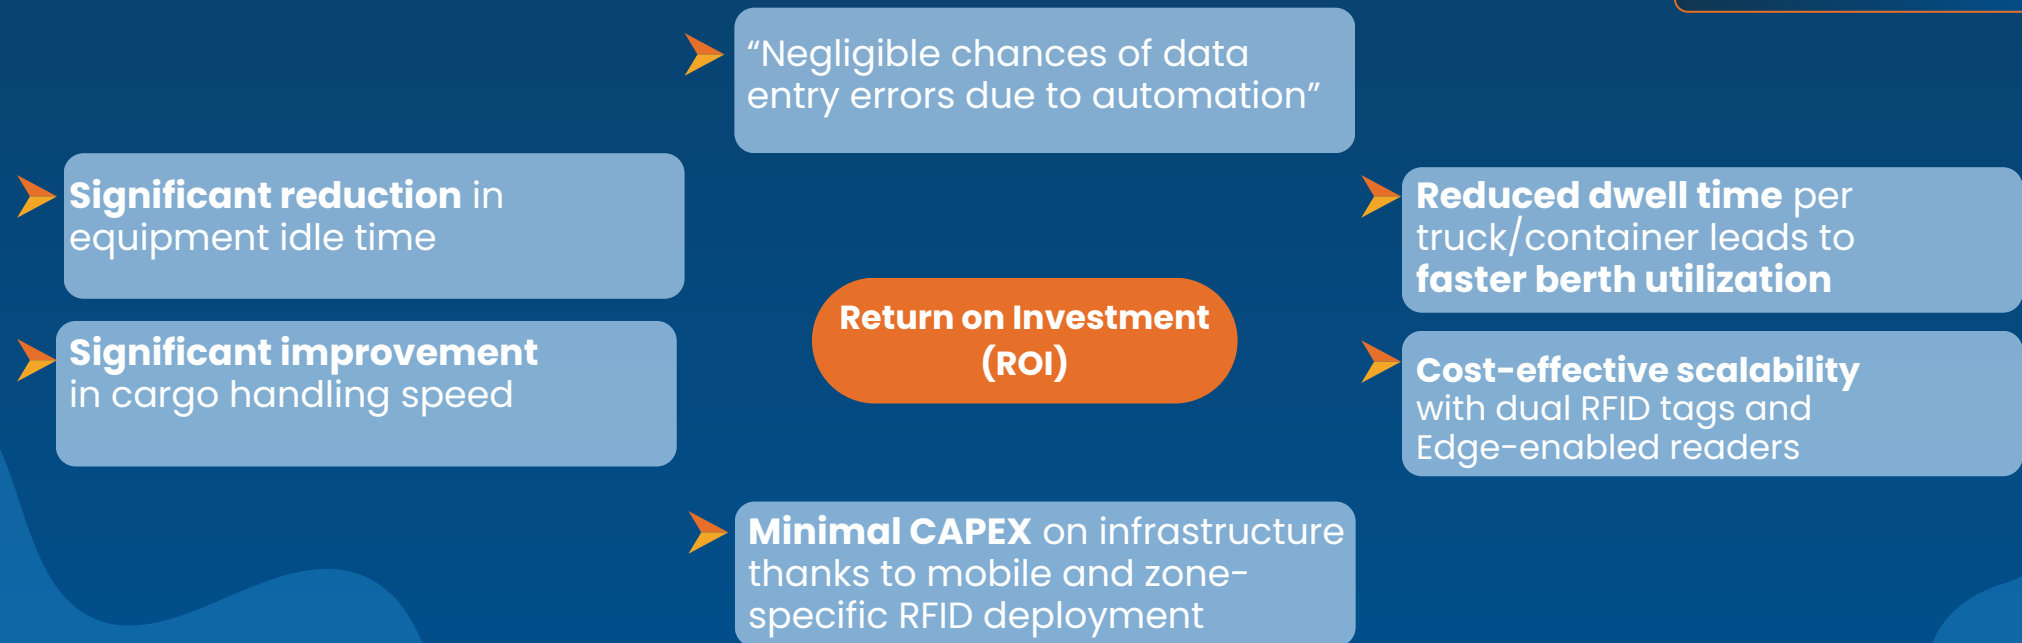 “Negligible chances of data
entry errors due to automation”
Significant reduction in
equipment idle time
Reduced dwell time per
truck/container leads to
faster berth utilization
Return on Investment
(ROI)
Significant improvement
in cargo handling speed
Cost-effective scalability
with dual RFID tags and
Edge-enabled readers
Minimal CAPEX on infrastructure
thanks to mobile and zone-
specific RFID deployment